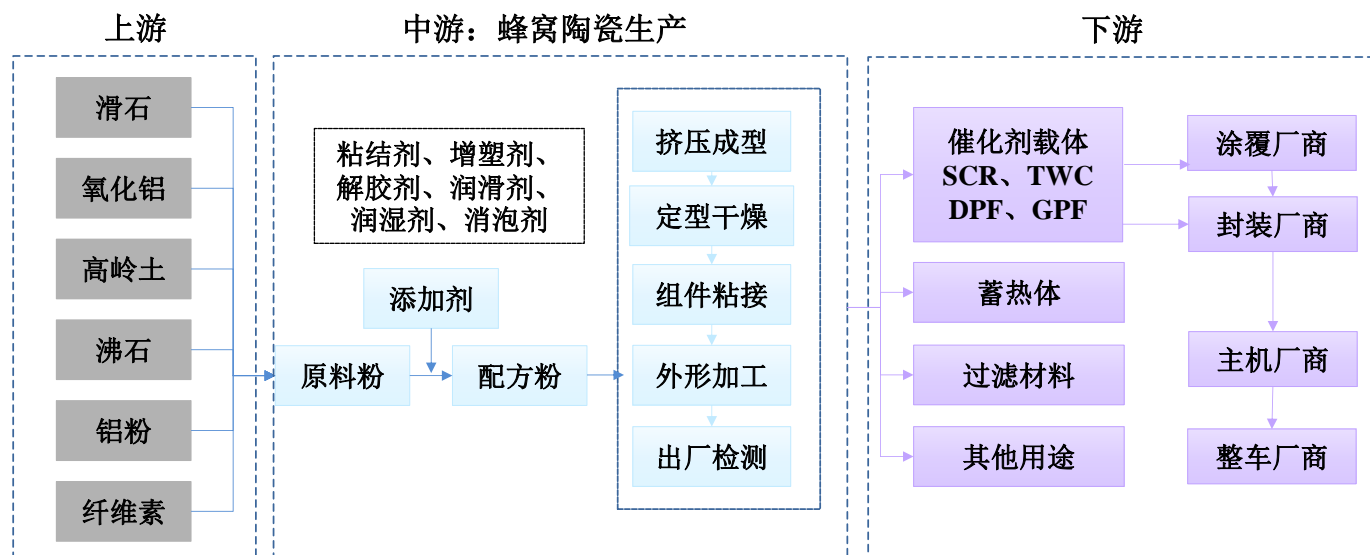 上游
滑石
氧化铝
高岭土
沸石
铝粉
纤维素
中游：蜂窝陶瓷生产
粘结剂、增塑剂、
解胶剂、润滑剂、
润湿剂、消泡剂
添加剂
原料粉
配方粉
挤压成型
定型干燥
组件粘接
外形加工
出厂检测
下游
催化剂载体
SCR、TWC
DPF、GPF
蓄热体
过滤材料
其他用途
涂覆厂商
封装厂商
主机厂商
整车厂商